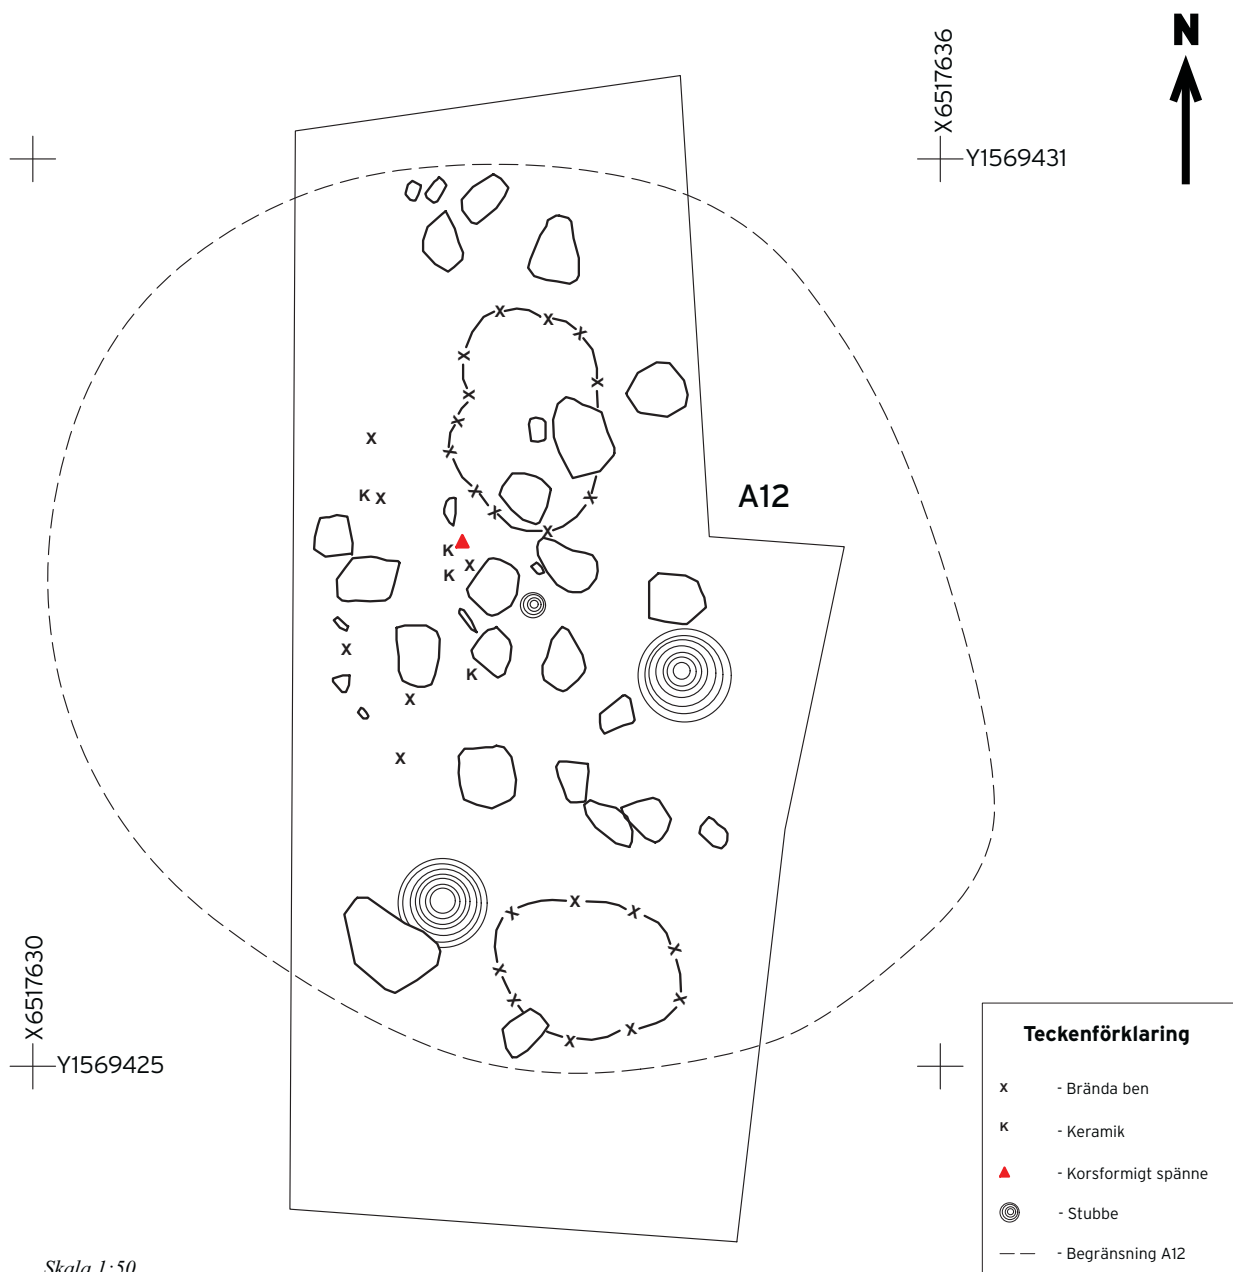 N
X6517636
Y1569431
A12
K
K
K
K
X6517630
Y1569425
Teckenförklaring
x - Brända ben
K - Keramik
- Korsformigt spänne
- Stubbe
- Begränsning A12
Skala 1:50